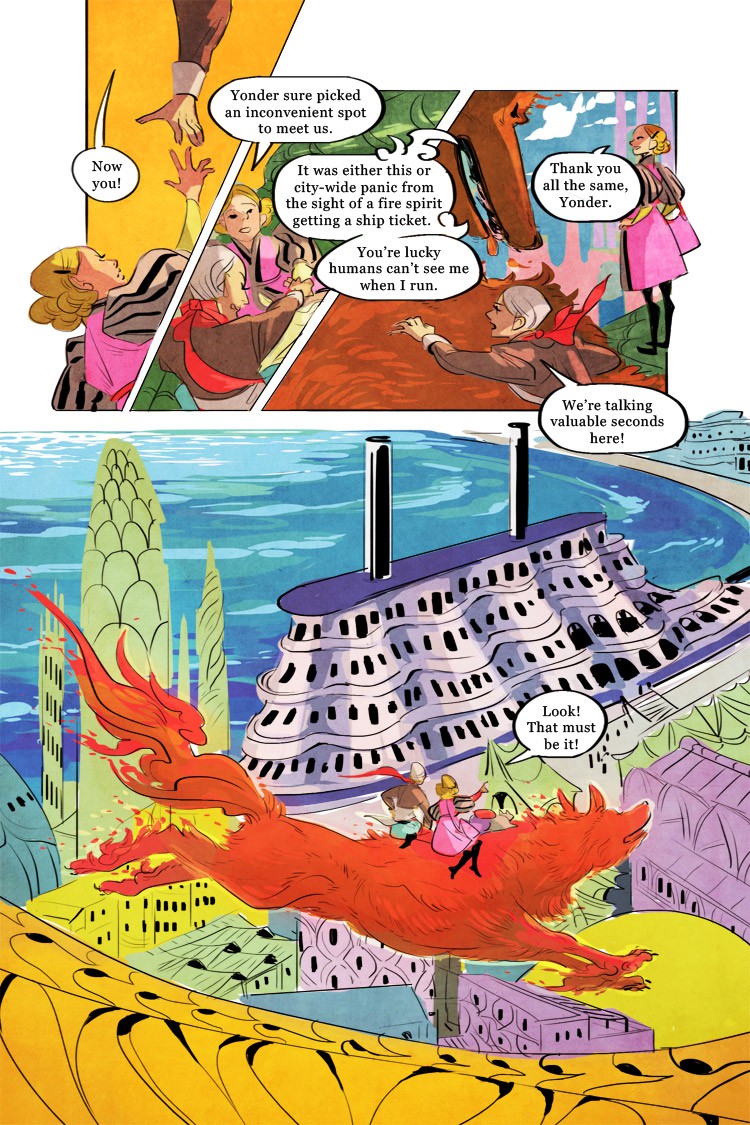 Now
you!
Yonder sure picked
an inconvenient spot
to meet us.
It was either this or
city-wide panic from
the sight of a fire spirit
getting a ship ticket.
You're lucky
humans can't see me
when I run.
Thank you
all the same,
Yonder.
We're talking
valuable seconds
here!
Look!
That must
be it!